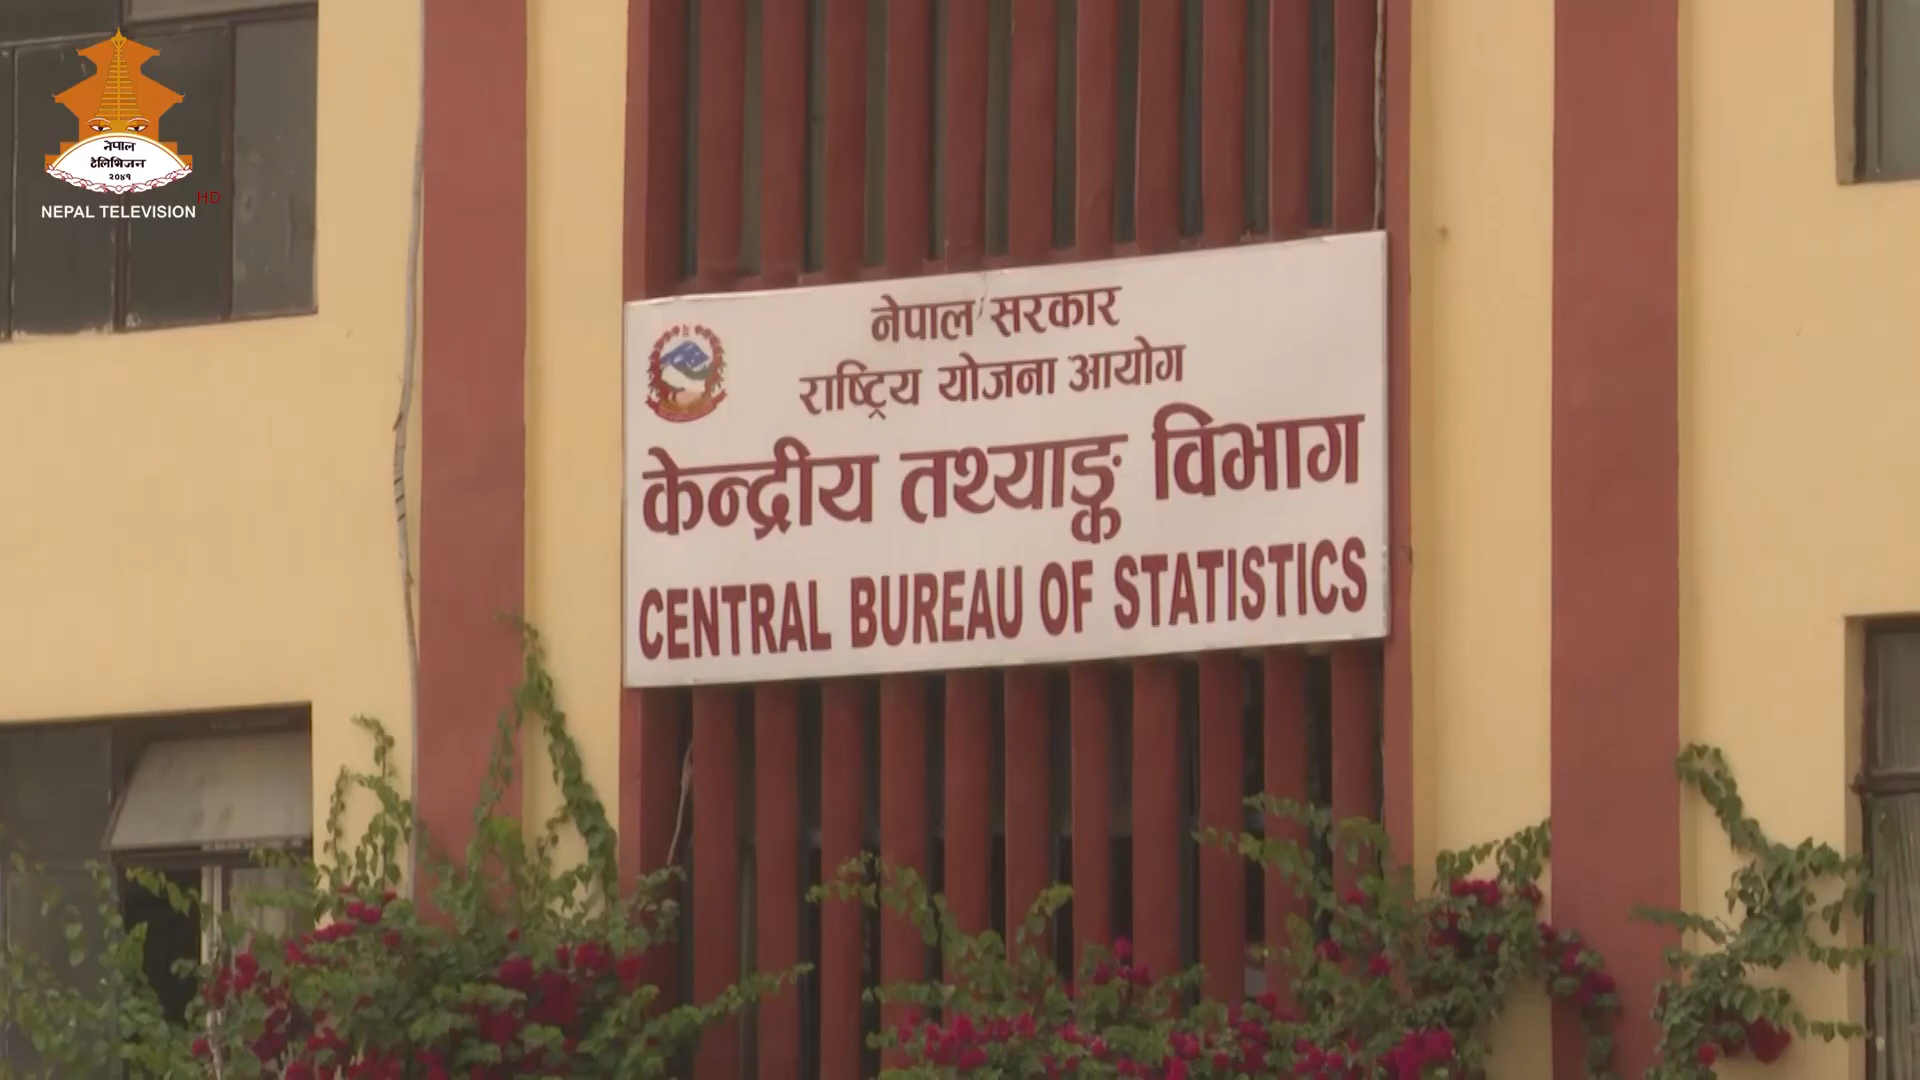 नेपाल
टेलिभिजन
२०४१
HD
NEPAL TELEVISION
नेपाल सरकार
राष्ट्रिय योजना आयोग
केन्द्रीय तथ्याङ्क विभाग
CENTRAL BUREAU OF STATISTICS